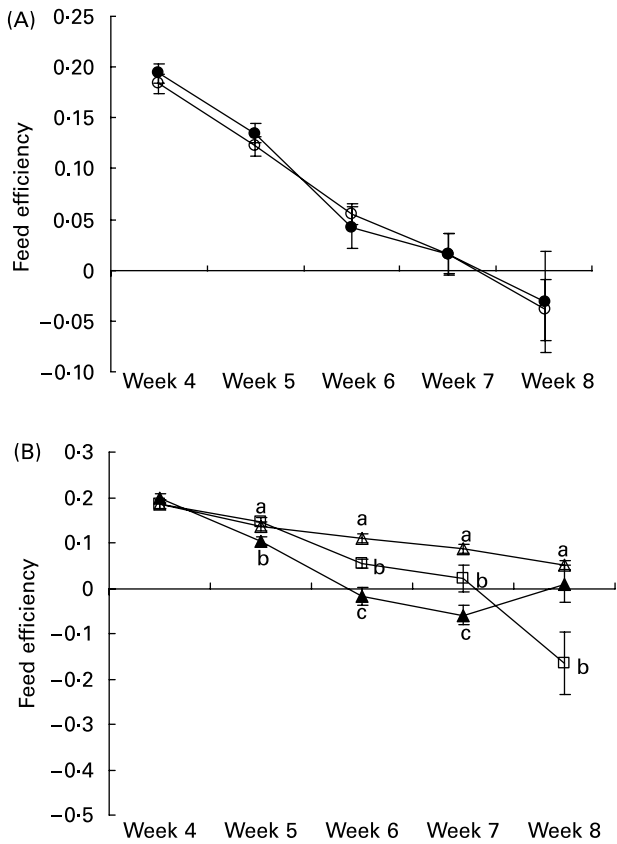 (A)
0·25
0·20
0·15
0·10
0·05
0
−0·05
−0·10
Feed efficiency
Week 4 Week 5 Week 6 Week 7 Week 8
(B)
0·3
0·2
0·1
0
−0·1
−0·2
−0·3
−0·4
−0·5
Feed efficiency
a a a a
b b b
c c
b
Week 4 Week 5 Week 6 Week 7 Week 8